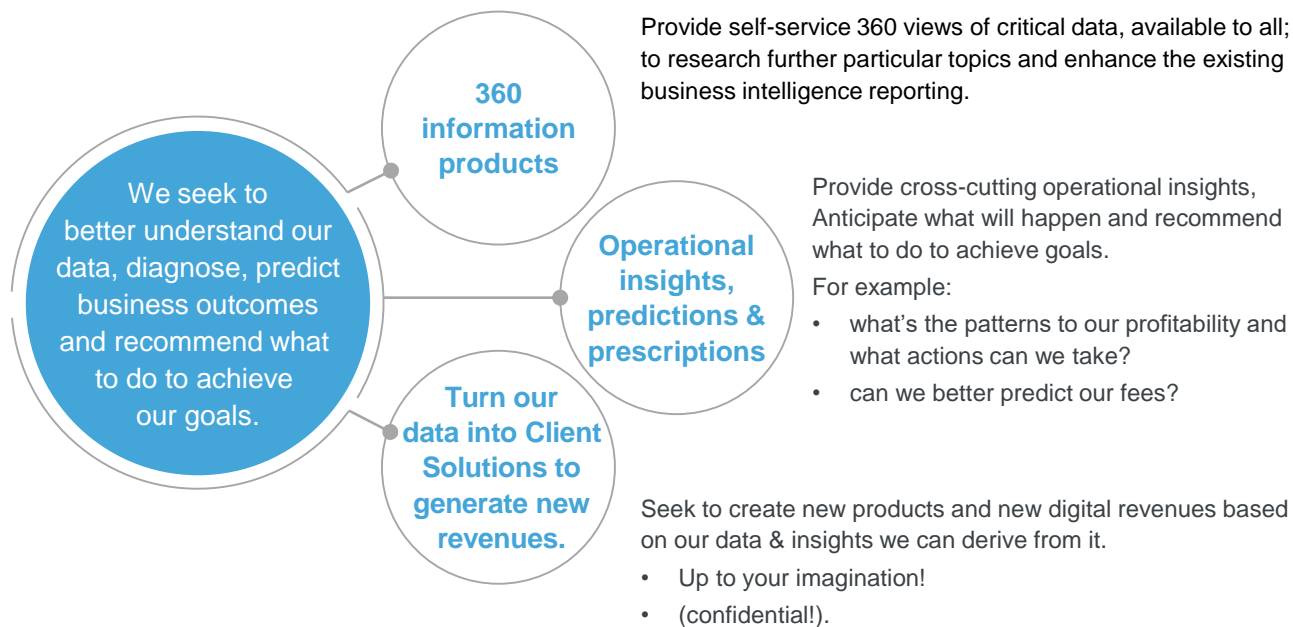 We seek to
better understand our
data, diagnose, predict
business outcomes
and recommend what
to do to achieve
our goals.
360
information
products
Provide self-service 360 views of critical data, available to all;
to research further particular topics and enhance the existing
business intelligence reporting.
Operational
insights,
predictions &
prescriptions
Provide cross-cutting operational insights,
Anticipate what will happen and recommend
what to do to achieve goals.
For example:
• what’s the patterns to our profitability and
what actions can we take?
• can we better predict our fees?
Turn our
data into Client
Solutions to
generate new
revenues.
Seek to create new products and new digital revenues based
on our data & insights we can derive from it.
• Up to your imagination!
• (confidential!).